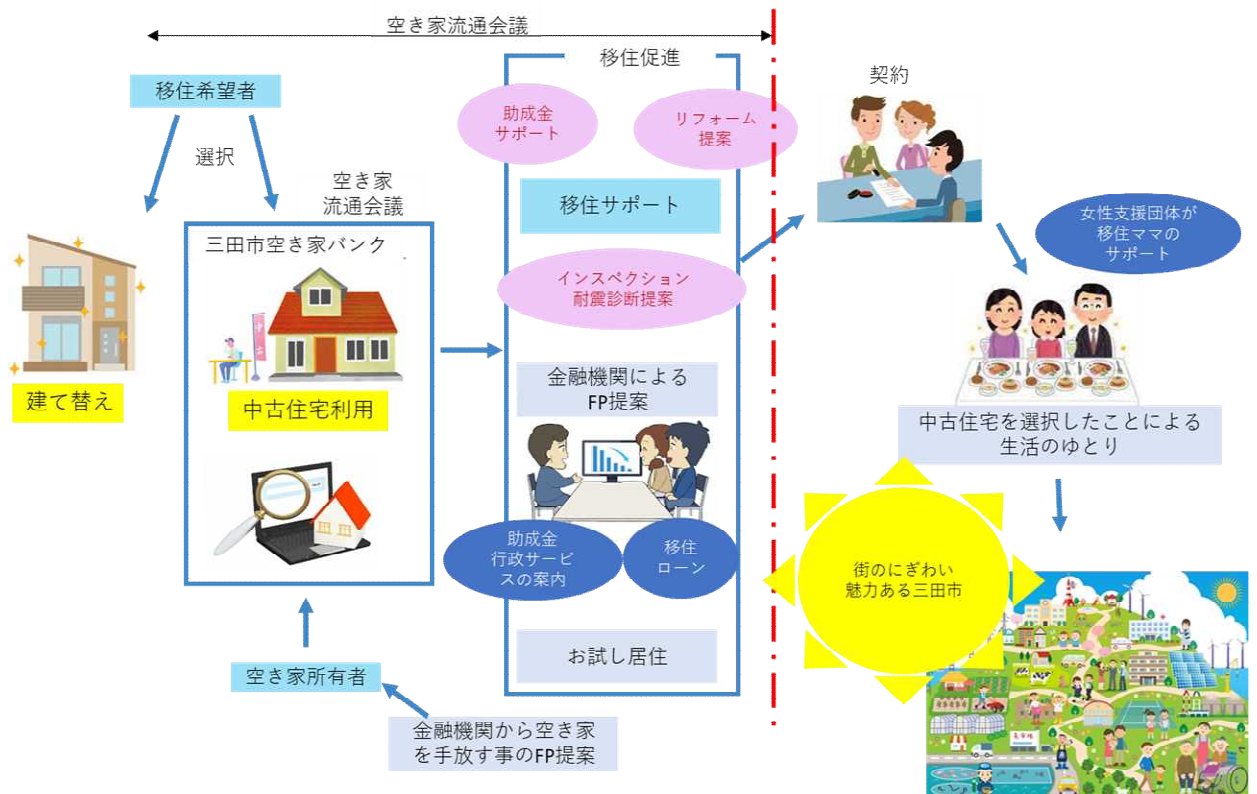 空き家流通会議
移住促進
移住希望者
選択
助成金
サポート
リフォーム
提案
契約
空き家
流通会議
三田市空き家バンク
中古
移住サポート
女性支援団体が
移住ママの
サポート
インスペクション
耐震診断提案
建て替え
中古住宅利用
金融機関による
FP提案
中古住宅を選択したことによる
生活のゆとり
助成金
行政サービ
スの案内
移住
ローン
街のにぎわい
魅力ある三田市
お試し居住
空き家所有者
金融機関から空き家
を手放す事のFP提案